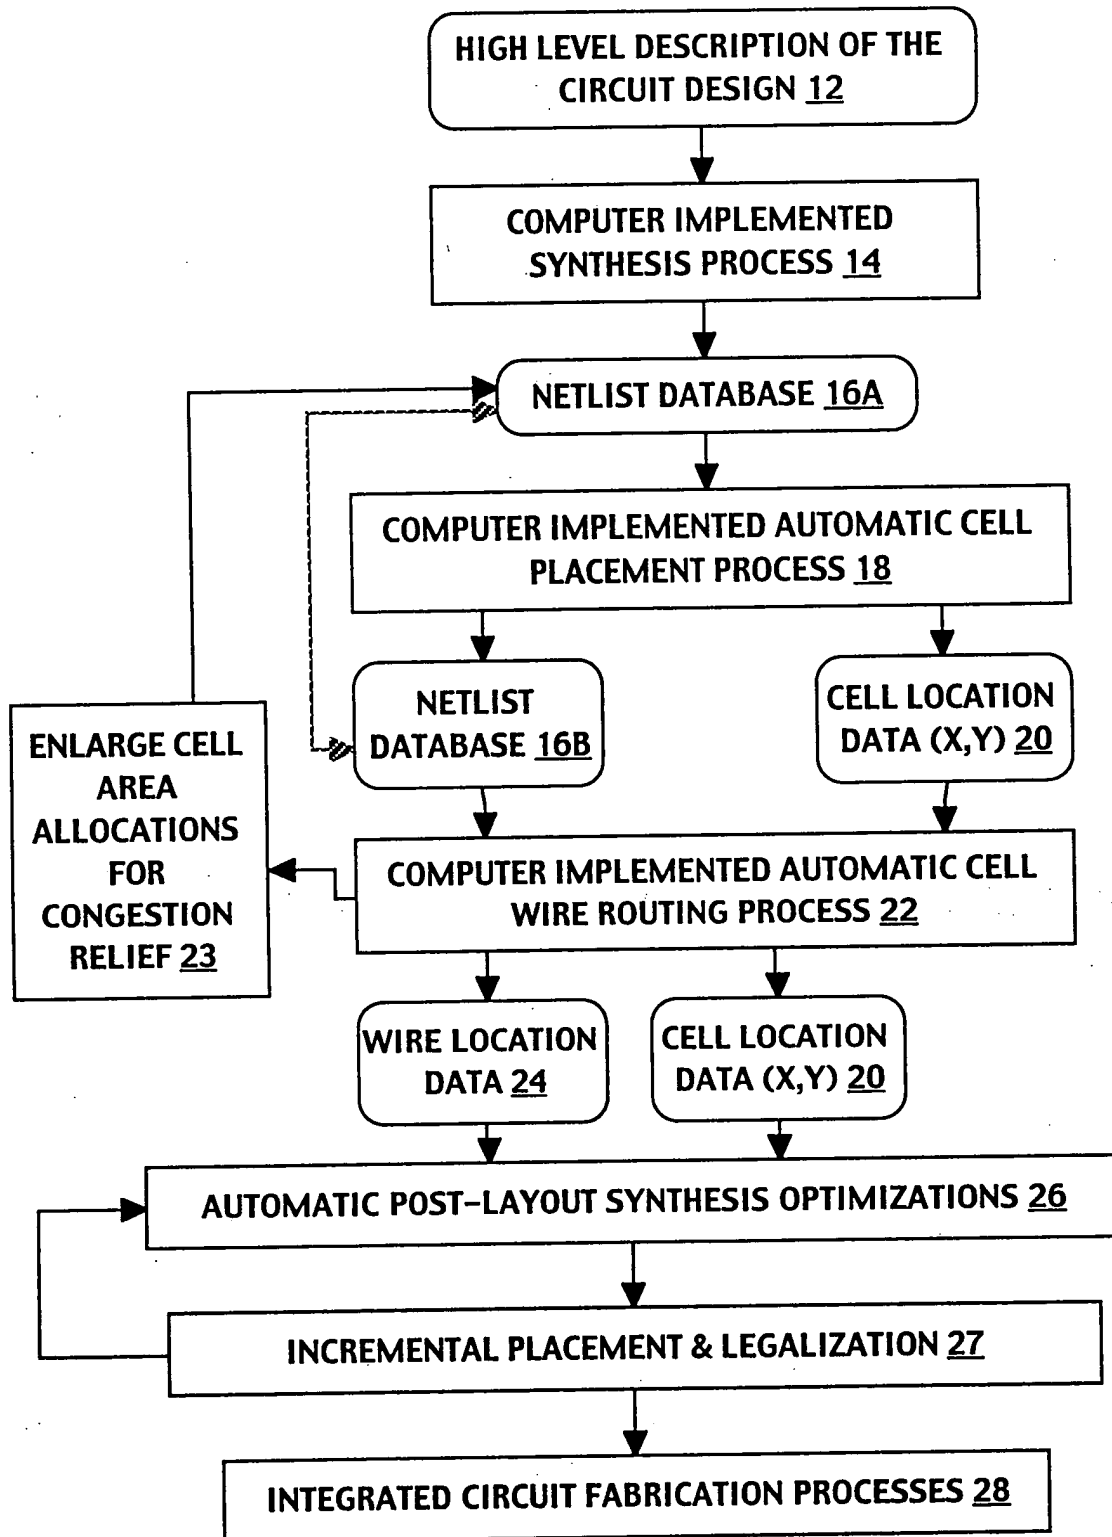 HIGH LEVEL DESCRIPTION OF THE
CIRCUIT DESIGN 12
COMPUTER IMPLEMENTED
SYNTHESIS PROCESS 14
NETLIST DATABASE 16A
COMPUTER IMPLEMENTED AUTOMATIC CELL
PLACEMENT PROCESS 18
NETLIST
DATABASE 16B
CELL LOCATION
DATA (X,Y) 20
ENLARGE CELL
AREA
ALLOCATIONS
FOR
CONGESTION
RELIEF 23
COMPUTER IMPLEMENTED AUTOMATIC CELL
WIRE ROUTING PROCESS 22
WIRE LOCATION
DATA 24
CELL LOCATION
DATA (X,Y) 20
AUTOMATIC POST-LAYOUT SYNTHESIS OPTIMIZATIONS 26
INCREMENTAL PLACEMENT & LEGALIZATION 27
INTEGRATED CIRCUIT FABRICATION PROCESSES 28